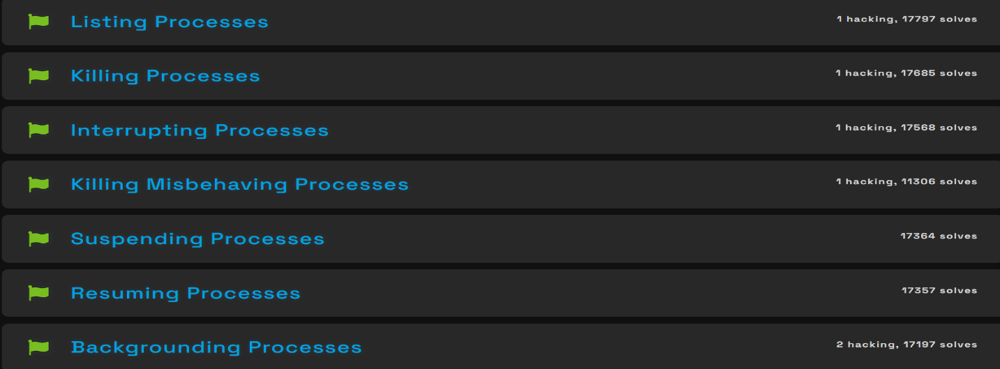 Listing Processes 1 hacking, 17797 solves
Killing Processes 1 hacking, 17685 solves
Interrupting Processes 1 hacking, 17568 solves
Killing Misbehaving Processes 1 hacking, 11306 solves
Suspending Processes 17364 solves
Resuming Processes 17357 solves
Backgrounding Processes 2 hacking, 17197 solves